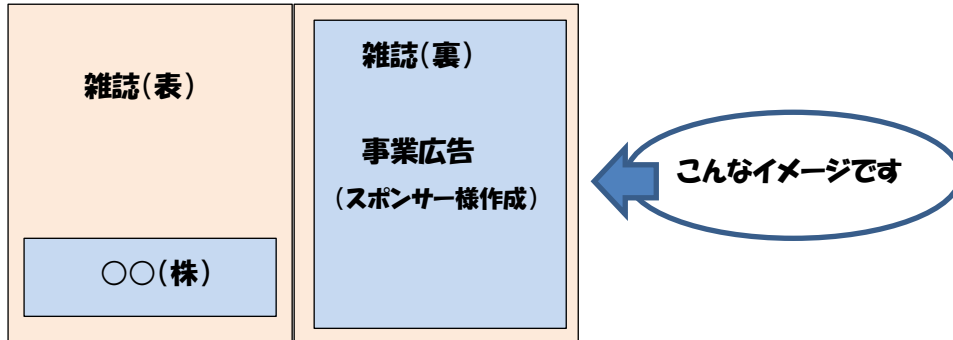 雑誌(表)
○○(株)
雑誌(裏)
事業広告
(スポンサー様作成)
こんなイメージです